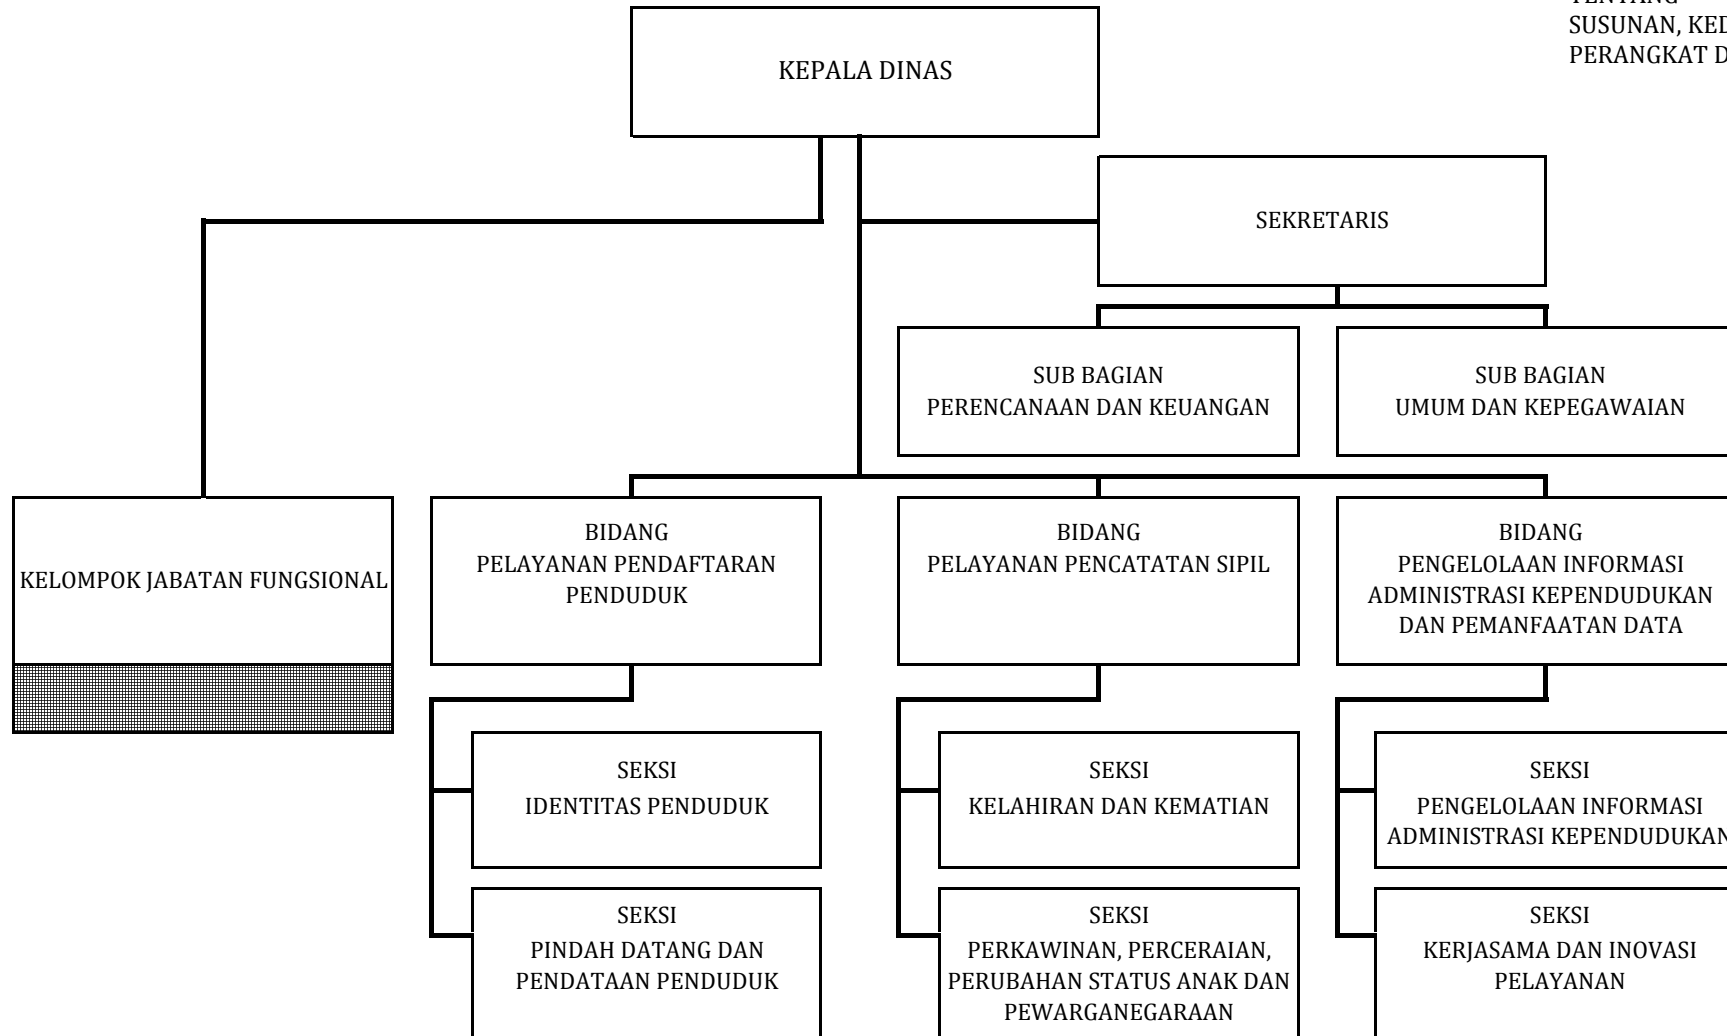 SUSUNAN, KED
PERANGKAT D
KEPALA DINAS
SEKRETARIS
SUB BAGIAN
PERENCANAAN DAN KEUANGAN
SUB BAGIAN
UMUM DAN KEPEGAWAIAN
KELOMPOK JABATAN FUNGSIONAL
BIDANG
PELAYANAN PENDAFTARAN
PENDUDUK
BIDANG
PELAYANAN PENCATATAN SIPIL
BIDANG
PENGELOLAAN INFORMASI
ADMINISTRASI KEPENDUDUKAN
DAN PEMANFAATAN DATA
SEKSI
IDENTITAS PENDUDUK
SEKSI
KELAHIRAN DAN KEMATIAN
SEKSI
PENGELOLAAN INFORMASI
ADMINISTRASI KEPENDUDUKAN
SEKSI
PINDAH DATANG DAN
PENDATAAN PENDUDUK
SEKSI
PERKAWINAN, PERCERAIAN,
PERUBAHAN STATUS ANAK DAN
PEWARGANEGARAAN
SEKSI
KERJASAMA DAN INOVASI
PELAYANAN